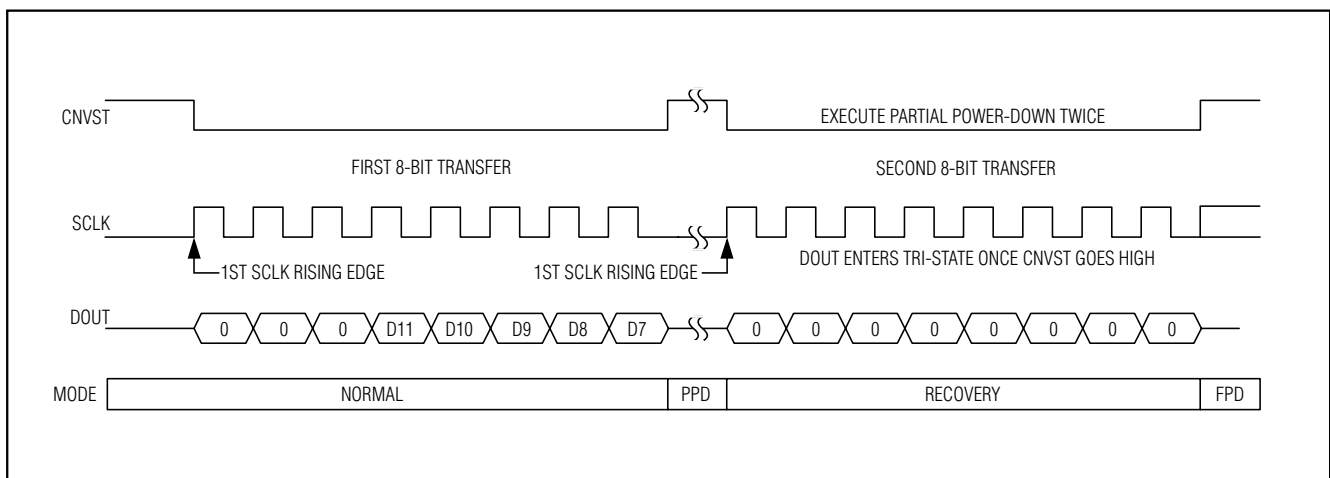 CNVST
EXECUTE PARTIAL POWER-DOWN TWICE
FIRST 8-BIT TRANSFER
SECOND 8-BIT TRANSFER
SCLK
1ST SCLK RISING EDGE
1ST SCLK RISING EDGE
DOUT ENTERS TRI-STATE ONCE CNVST GOES HIGH
DOUT
0 0 0 D11 D10 D9 D8 D7
0 0 0 0 0 0 0 0
MODE
NORMAL
PPD
RECOVERY
FPD